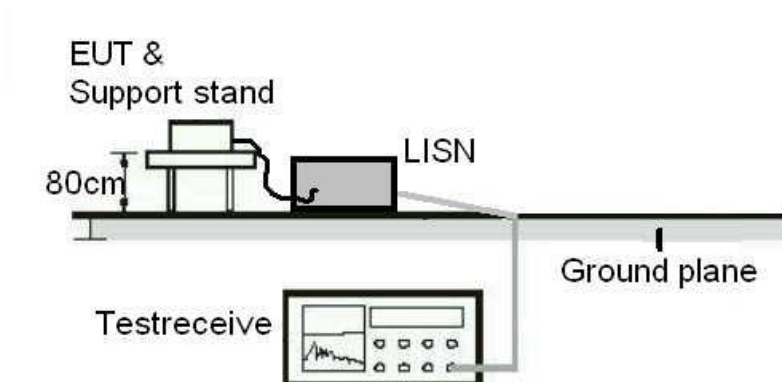 EUT &
Support stand
LISN
80cm
Ground plane
Testreceive